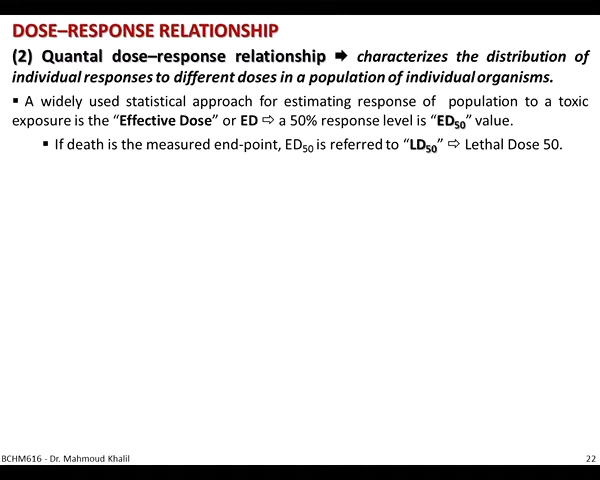 DOSE–RESPONSE RELATIONSHIP
(2) Quantal dose–response relationship 🡺 characterizes the distribution of
individual responses to different doses in a population of individual organisms.
▪ A widely used statistical approach for estimating response of population to a toxic
exposure is the “Effective Dose” or ED ⇨ a 50% response level is “ED₅₀” value.
▪ If death is the measured end-point, ED₅₀ is referred to “LD₅₀” ⇨ Lethal Dose 50.
BCHM616 - Dr. Mahmoud Khalil
22